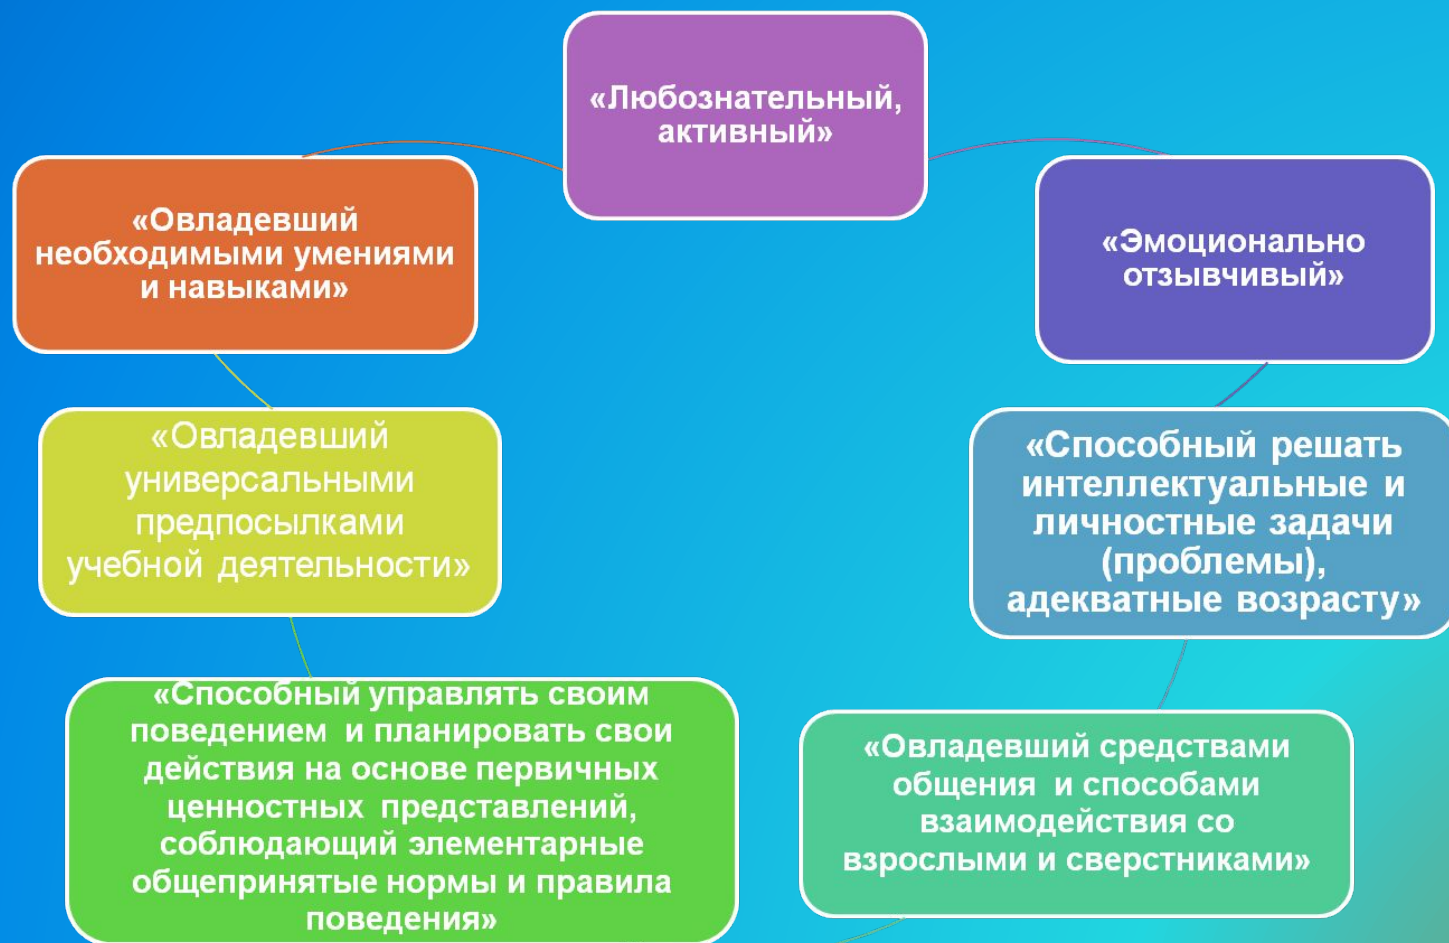 «Любознательный,
активный»
«Овладевший
необходимыми умениями
и навыками»
«Эмоционально
отзывчивый»
«Овладевший
универсальными
предпосылками
учебной деятельности»
«Способный решать
интеллектуальные и
личностные задачи
(проблемы),
адекватные возрасту»
«Способный управлять своим
поведением и планировать свои
действия на основе первичных
ценностных представлений,
соблюдающий элементарные
общепринятые нормы и правила
поведения»
«Овладевший средствами
общения и способами
взаимодействия со
взрослыми и сверстниками»